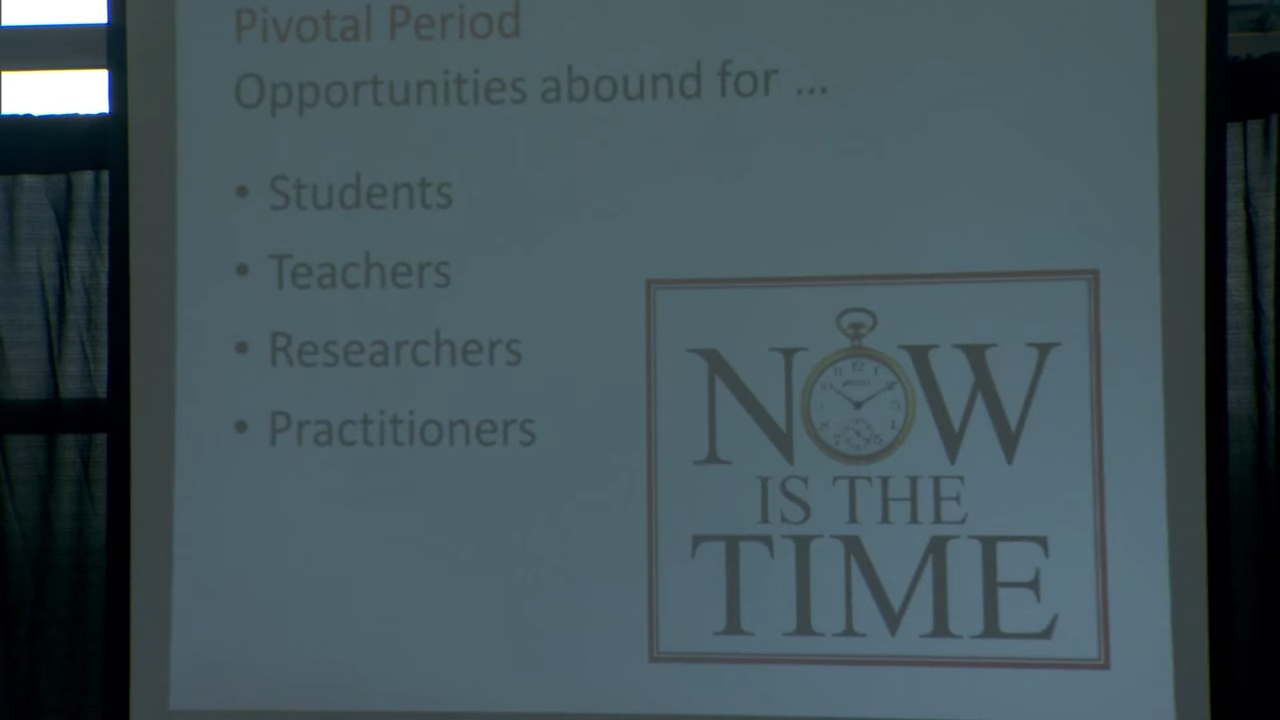 Pivotal Period
Opportunities abound for ...
• Students
• Teachers
• Researchers
• Practitioners
NOW
IS THE
TIME